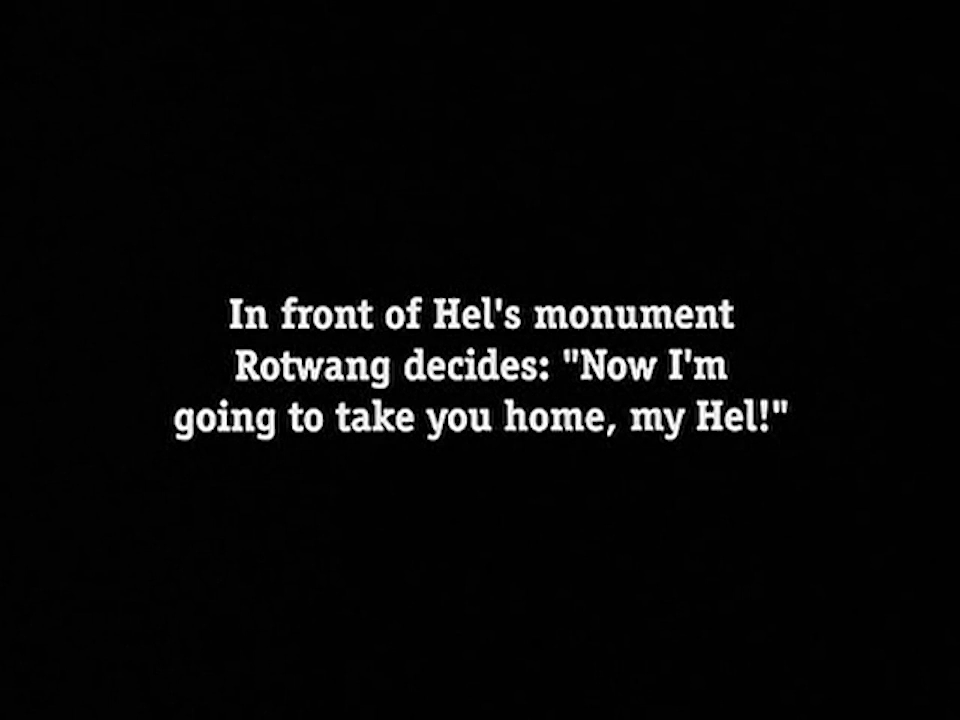 In front of Hel's monument
Rotwang decides: "Now I'm
going to take you home, my Hel!"